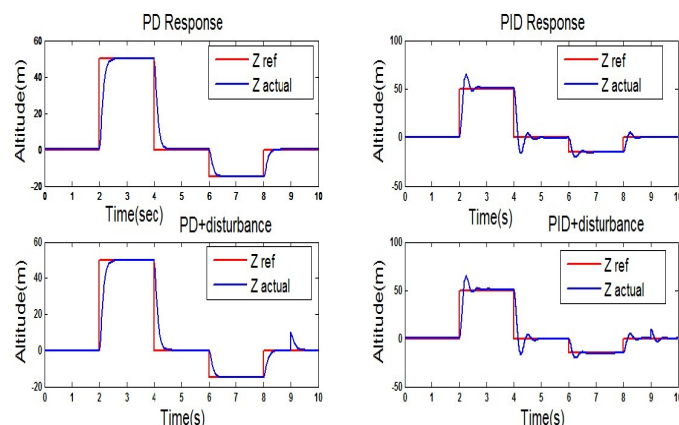 PD Response
60
40
20
0
-20
Altitude(m)
Z ref
Z actual
0 1 2 3 4 5 6 7 8 9 10
Time(sec)
PID Response
100
50
0
-50
Altitude(m)
Z ref
Z actual
0 1 2 3 4 5 6 7 8 9 10
Time(s)
PD+disturbance
60
40
20
0
-20
Altitude(m)
Z ref
Z actual
0 1 2 3 4 5 6 7 8 9 10
Time(s)
PID+disturbance
100
50
0
-50
Altitude(m)
Z ref
Z actual
0 1 2 3 4 5 6 7 8 9 10
Time(s)